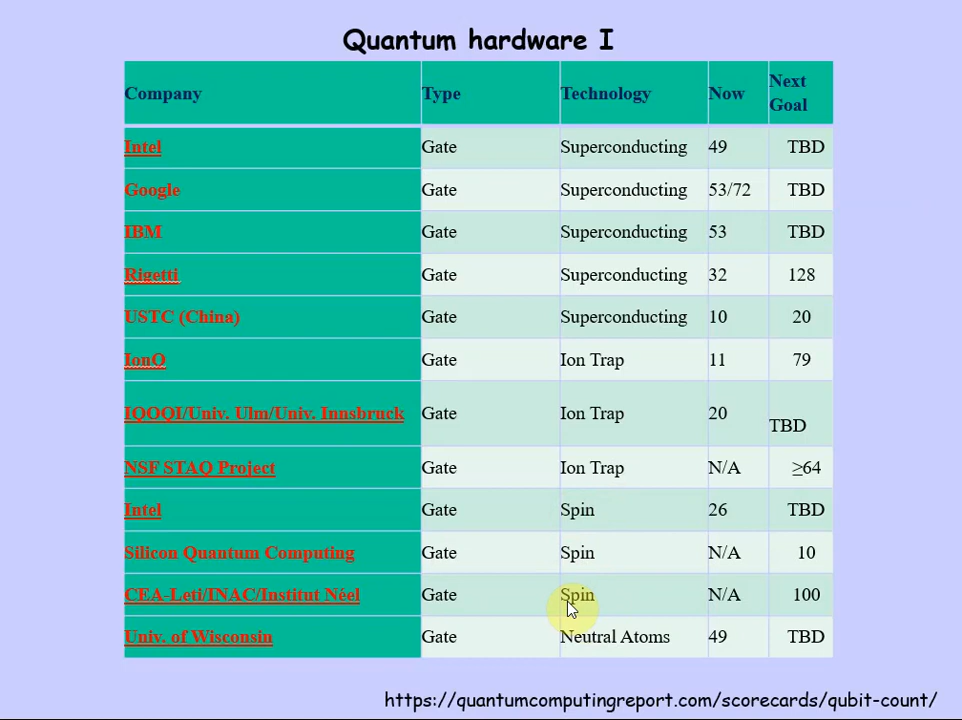 Quantum hardware I
Company Type Technology Now Next Goal
Intel Gate Superconducting 49 TBD
Google Gate Superconducting 53/72 TBD
IBM Gate Superconducting 53 TBD
Rigetti Gate Superconducting 32 128
USTC (China) Gate Superconducting 10 20
IonQ Gate Ion Trap 11 79
IQOQI/Univ. Ulm/Univ. Innsbruck Gate Ion Trap 20 TBD
NSF STAQ Project Gate Ion Trap N/A ≥64
Intel Gate Spin 26 TBD
Silicon Quantum Computing Gate Spin N/A 10
CEA-Leti/INAC/Institut Néel Gate Spin N/A 100
Univ. of Wisconsin Gate Neutral Atoms 49 TBD
https://quantumcomputingreport.com/scorecards/qubit-count/